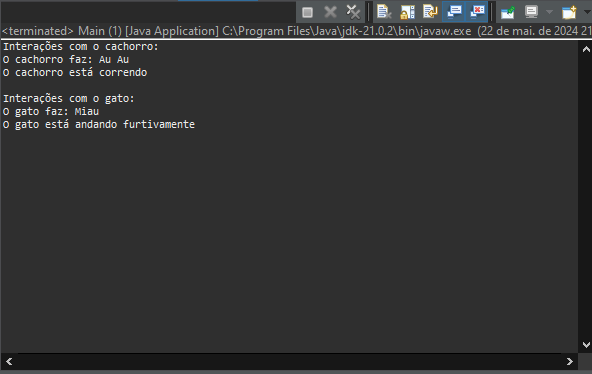 <terminated> Main (1) [Java Application] C:\Program Files\Java\jdk-21.0.2\bin\javaw.exe (22 de mai. de 2024 21
Interações com o cachorro:
O cachorro faz: Au Au
O cachorro está correndo
Interações com o gato:
O gato faz: Miau
O gato está andando furtivamente